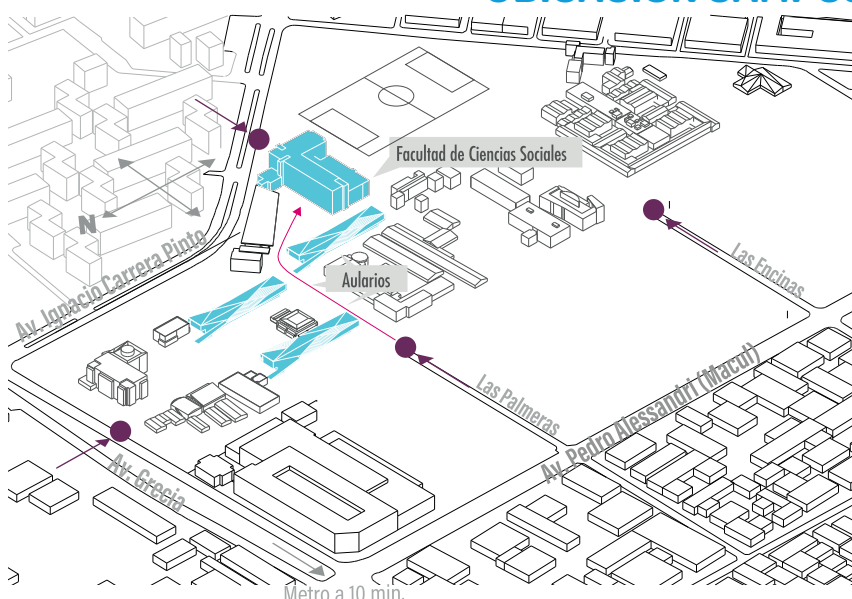 Facultad de Ciencias Sociales
N
Av. Ignacio Carrera Pinto
Aularios
Las Encinas
Las Palmeras
Av. Pedro Alessandri (Macul)
Av. Grecia
Metro a 10 min.